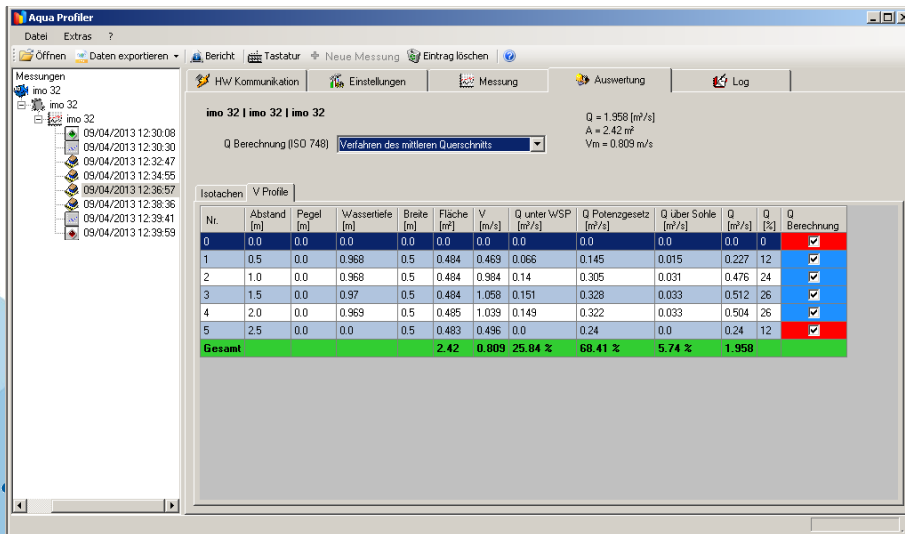 Aqua Profiler
Datei Extras ?
Öffnen Daten exportieren Bericht Tastatur Neue Messung Eintrag löschen
Messungen
imo 32
imo 32
imo 32
09/04/2013 12:30:08
09/04/2013 12:30:30
09/04/2013 12:32:47
09/04/2013 12:34:55
09/04/2013 12:36:57
09/04/2013 12:38:36
09/04/2013 12:39:41
09/04/2013 12:39:59
HW Kommunikation Einstellungen Messung Auswertung Log
imo 32 | imo 32 | imo 32
Q Berechnung (ISO 748) Verfahren des mittleren Querschnitts
Q = 1.958 [m³/s]
A = 2.42 m²
Vm = 0.809 m/s
Isotachen V Profile
Nr. Abstand [m] Pegel [m] Wassertiefe [m] Breite [m] Fläche [m²] V [m/s] Q unter WSP [m³/s] Q Potenzgesetz [m³/s] Q über Sohle [m³/s] Q [m³/s] Q [%] Q Berechnung
0 0.0 0.0 0.0 0.0 0.0 0.0 0.0 0.0 0.0 0.0 0
1 0.5 0.0 0.968 0.5 0.484 0.469 0.066 0.145 0.015 0.227 12
2 1.0 0.0 0.968 0.5 0.484 0.984 0.14 0.305 0.031 0.476 24
3 1.5 0.0 0.97 0.5 0.484 1.058 0.151 0.328 0.033 0.512 26
4 2.0 0.0 0.969 0.5 0.485 1.039 0.149 0.322 0.033 0.504 26
5 2.5 0.0 0.0 0.5 0.483 0.496 0.0 0.24 0.0 0.24 12
Gesamt 2.42 0.809 25.84 % 68.41 % 5.74 % 1.958